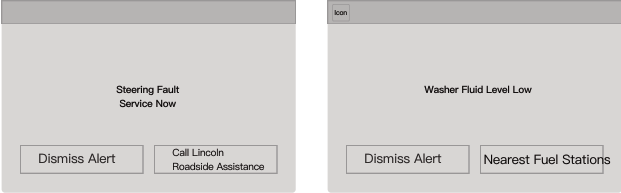 Steering Fault
Service Now
Dismiss Alert
Call Lincoln
Roadside Assistance
Icon
Washer Fluid Level Low
Dismiss Alert
Nearest Fuel Stations